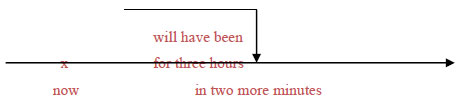 will have been
x for three hours
now in two more minutes